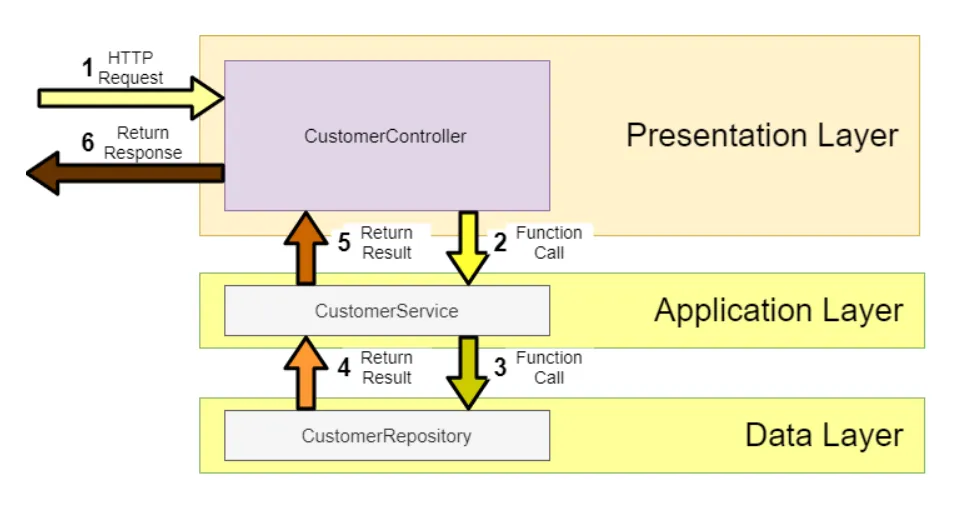 1 HTTP
Request
6 Return
Response
CustomerController
Presentation Layer
5 Return
Result
2 Function
Call
CustomerService
Application Layer
4 Return
Result
3 Function
Call
CustomerRepository
Data Layer